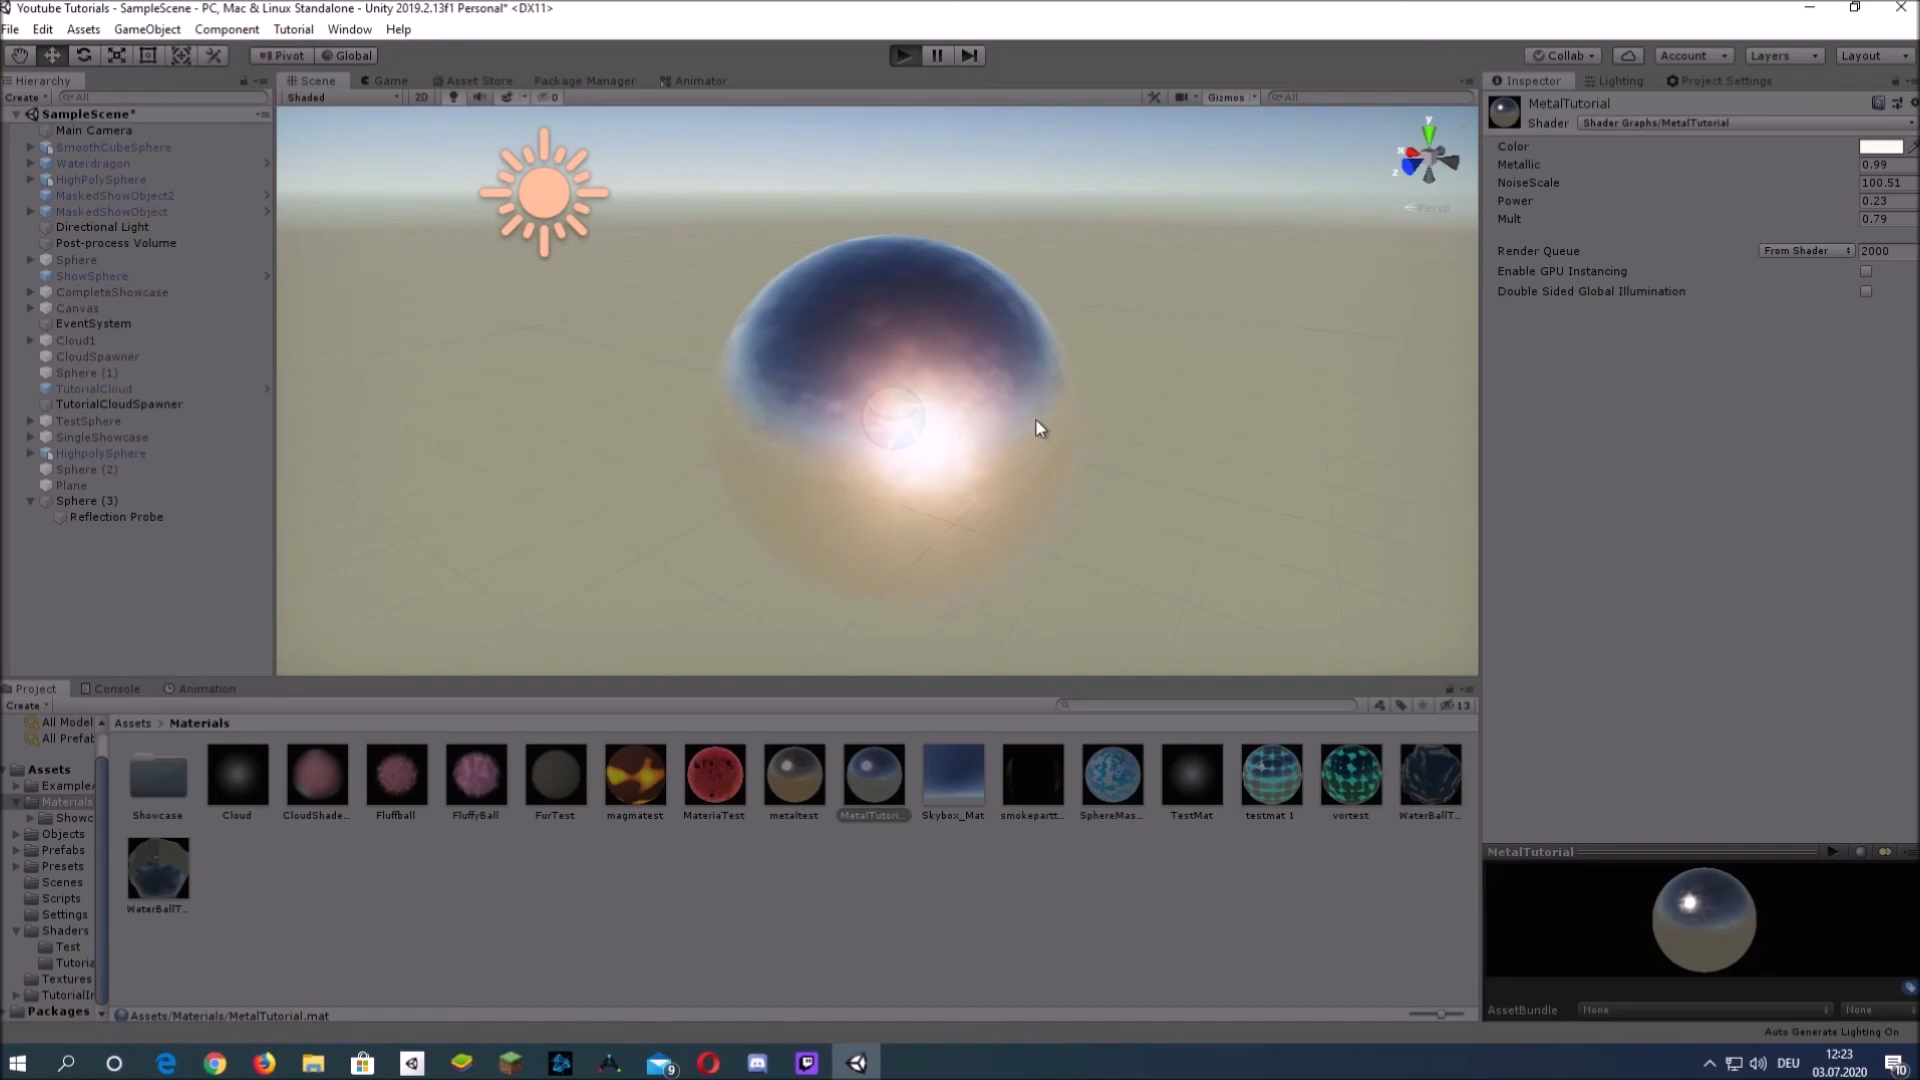 Youtube Tutorials - SampleScene - PC, Mac & Linux Standalone - Unity 2019.2.13f1 Personal* <DX11>
File Edit Assets GameObject Component Tutorial Window Help
Pivot Global Collab Account Layers Layout
Hierarchy
Create All
SampleScene*
Main Camera
SmoothCubeSphere
Waterdragon
HighPolySphere
MaskedShowObject2
MaskedShowObject
Directional Light
Post-process Volume
Sphere
ShowSphere
CompleteShowcase
Canvas
EventSystem
Cloud1
CloudSpawner
Sphere (1)
TutorialCloud
TutorialCloudSpawner
TestSphere
SingleShowcase
HighpolySphere
Sphere (2)
Plane
Sphere (3)
Reflection Probe
Scene Game Asset Store Package Manager Animator
Shaded 2D 0 Gizmos All
y
x
z
Persp
Inspector Lighting Project Settings
MetalTutorial
Shader Shader Graphs/MetalTutorial
Color
Metallic 0.99
NoiseScale 100.51
Power 0.23
Mult 0.79
Render Queue From Shader 2000
Enable GPU Instancing
Double Sided Global Illumination
Project Console Animation
Create 13
All Model
All Prefab
Assets
Example
Materials
Showc
Objects
Prefabs
Presets
Scenes
Scripts
Settings
Shaders
Test
Tutoria
Textures
TutorialIn
Packages
Assets > Materials
Showcase Cloud CloudShade... Fluffball FluffyBall FurTest magmatest MateriaTest metaltest MetalTutori... Skybox_Mat smokepartt... SphereMas... TestMat testmat 1 vortest WaterBallT...
WaterBallT...
Assets/Materials/MetalTutorial.mat
MetalTutorial
AssetBundle None None
Auto Generate Lighting On
9
DEU
12:23
03.07.2020
10